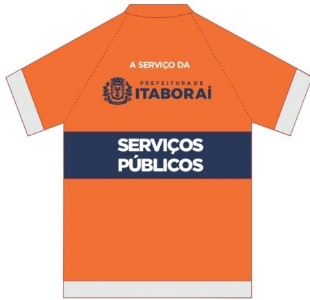 A SERVIÇO DA
PREFEITURA DE
ITABORAÍ
SERVIÇOS
PÚBLICOS